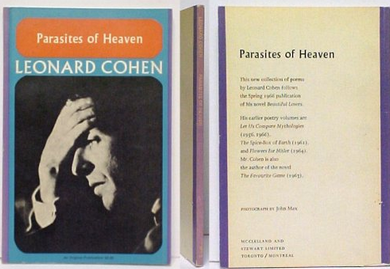 Parasites of Heaven
LEONARD COHEN
Parasites of Heaven
This new collection of poems
by Leonard Cohen follows
the Spring 1966 publication
of his novel Beautiful Losers.
His earlier poetry volumes are
Let Us Compare Mythologies
(1956, 1966),
The Spice-Box of Earth (1961)
and Flowers for Hitler (1964).
Mr. Cohen is also
the author of the novel
The Favourite Game (1963).
PHOTOGRAPH BY John Max
MCCLELLAND AND
STEWART LIMITED
TORONTO / MONTREAL